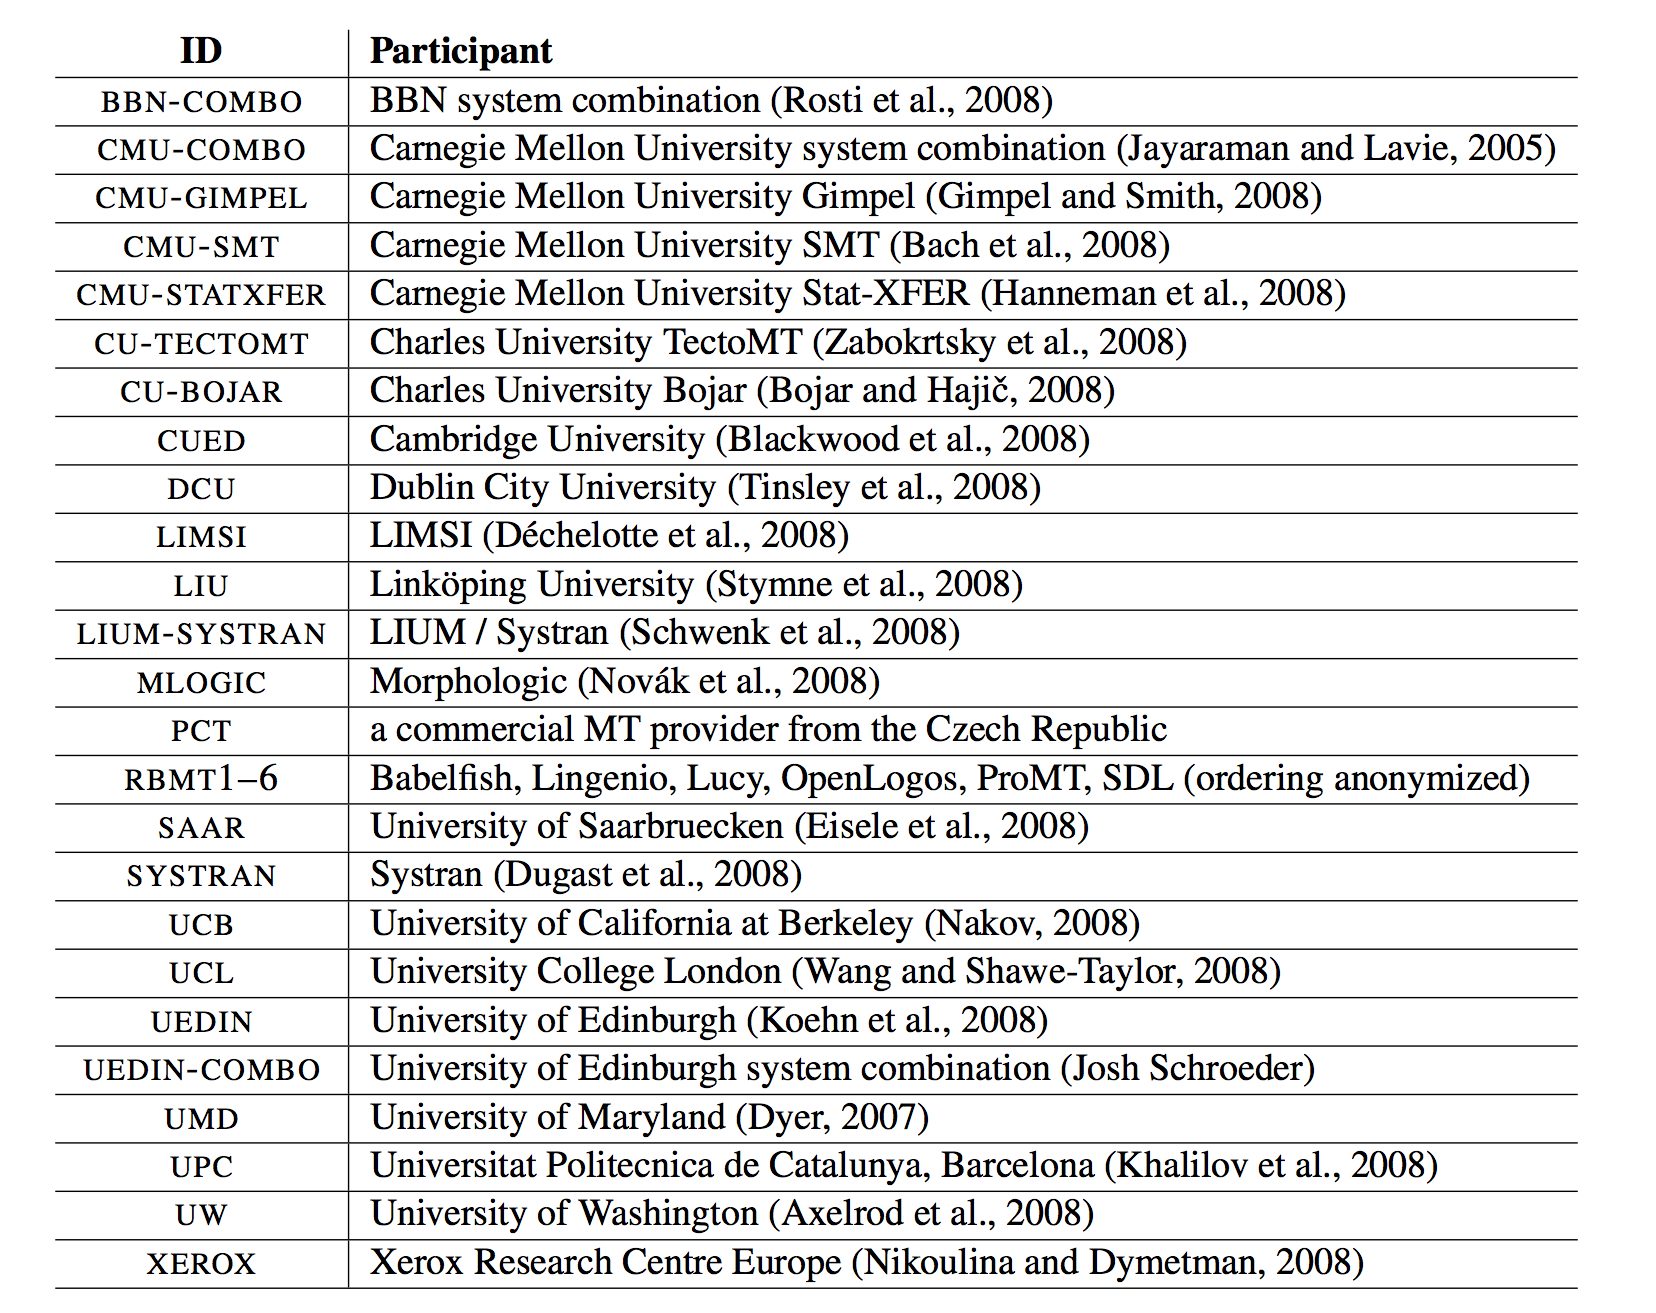 ID Participant
BBN-COMBO BBN system combination (Rosti et al., 2008)
CMU-COMBO Carnegie Mellon University system combination (Jayaraman and Lavie, 2005)
CMU-GIMPEL Carnegie Mellon University Gimpel (Gimpel and Smith, 2008)
CMU-SMT Carnegie Mellon University SMT (Bach et al., 2008)
CMU-STATXFER Carnegie Mellon University Stat-XFER (Hanneman et al., 2008)
CU-TECTOMT Charles University TectoMT (Zabokrtsky et al., 2008)
CU-BOJAR Charles University Bojar (Bojar and Hajič, 2008)
CUED Cambridge University (Blackwood et al., 2008)
DCU Dublin City University (Tinsley et al., 2008)
LIMSI LIMSI (Déchelotte et al., 2008)
LIU Linköping University (Stymne et al., 2008)
LIUM-SYSTRAN LIUM / Systran (Schwenk et al., 2008)
MLOGIC Morphologic (Novák et al., 2008)
PCT a commercial MT provider from the Czech Republic
RBMT1–6 Babelfish, Lingenio, Lucy, OpenLogos, ProMT, SDL (ordering anonymized)
SAAR University of Saarbruecken (Eisele et al., 2008)
SYSTRAN Systran (Dugast et al., 2008)
UCB University of California at Berkeley (Nakov, 2008)
UCL University College London (Wang and Shawe-Taylor, 2008)
UEDIN University of Edinburgh (Koehn et al., 2008)
UEDIN-COMBO University of Edinburgh system combination (Josh Schroeder)
UMD University of Maryland (Dyer, 2007)
UPC Universitat Politecnica de Catalunya, Barcelona (Khalilov et al., 2008)
UW University of Washington (Axelrod et al., 2008)
XEROX Xerox Research Centre Europe (Nikoulina and Dymetman, 2008)